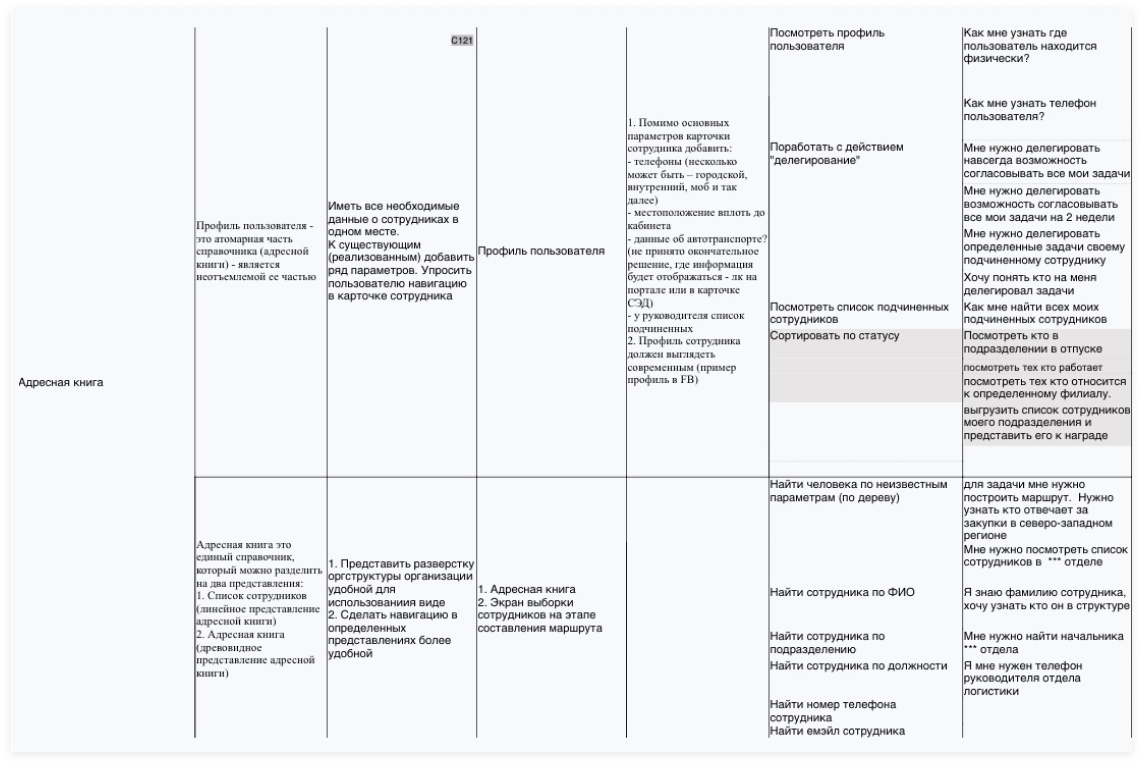 Адресная книга
Профиль пользователя -
это атомарная часть
справочника (адресной
книги) - является
неотъемлемой ее частью
C121
Иметь все необходимые
данные о сотрудниках в
одном месте.
К существующим
(реализованным) добавить
ряд параметров. Упросить
пользователю навигацию
в карточке сотрудника
Профиль пользователя
1. Помимо основных
параметров карточки
сотрудника добавить:
- телефоны (несколько
может быть – городской,
внутренний, моб и так
далее)
- местоположение вплоть до
кабинета
- данные об автотранспорте?
(не принято окончательное
решение, где информация
будет отображаться - лк на
портале или в карточке
СЭД)
- у руководителя список
подчиненных
2. Профиль сотрудника
должен выглядеть
современным (пример
профиль в FB)
Посмотреть профиль
пользователя
Как мне узнать где
пользователь находится
физически?
Как мне узнать телефон
пользователя?
Поработать с действием
"делегирование"
Мне нужно делегировать
навсегда возможность
согласовывать все мои задачи
Мне нужно делегировать
возможность согласовывать
все мои задачи на 2 недели
Мне нужно делегировать
определенные задачи своему
подчиненному сотруднику
Хочу понять кто на меня
делегировал задачи
Посмотреть список подчиненных
сотрудников
Как мне найти всех моих
подчиненных сотрудников
Сортировать по статусу
Посмотреть кто в
подразделении в отпуске
посмотреть тех кто работает
посмотреть тех кто относится
к определенному филиалу.
выгрузить список сотрудников
моего подразделения и
представить его к награде
Адресная книга это
единый справочник,
который можно разделить
на два представления:
1. Список сотрудников
(линейное представление
адресной книги)
2. Адресная книга
(древовидное
представление адресной
книги)
1. Представить разверстку
оргструктуры организации
удобной для
использованиия виде
2. Сделать навигацию в
определенных
представлениях более
удобной
1. Адресная книга
2. Экран выборки
сотрудников на этапе
составления маршрута
Найти человека по неизвестным
параметрам (по дереву)
для задачи мне нужно
построить маршрут. Нужно
узнать кто отвечает за
закупки в северо-западном
регионе
Мне нужно посмотреть список
сотрудников в *** отделе
Найти сотрудника по ФИО
Я знаю фамилию сотрудника,
хочу узнать кто он в структуре
Найти сотрудника по
подразделению
Мне нужно найти начальника
*** отдела
Найти сотрудника по должности
Я мне нужен телефон
руководителя отдела
логистики
Найти номер телефона
сотрудника
Найти емэйл сотрудника